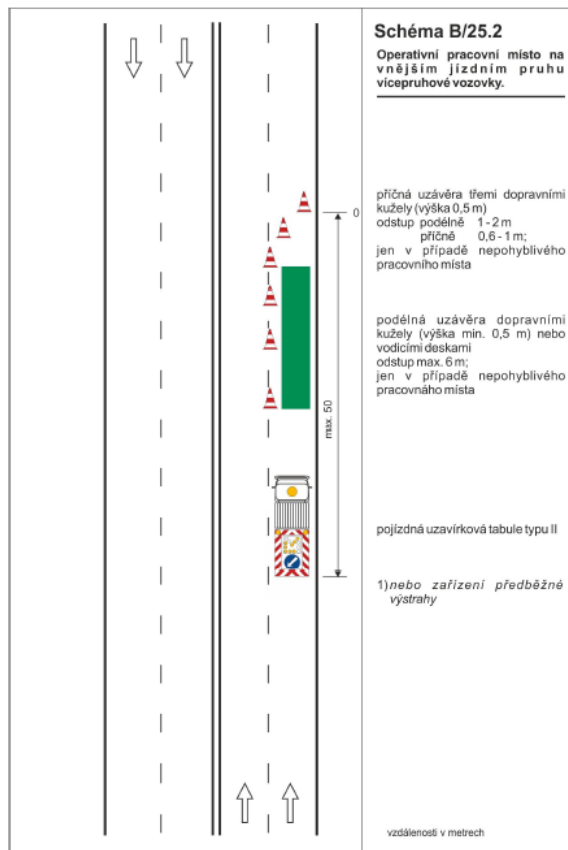 Schéma B/25.2
Operativní pracovní místo na
vnějším jízdním pruhu
vícepruhové vozovky.
0
příčná uzávěra třemi dopravními
kužely (výška 0,5 m)
odstup podélně 1 - 2 m
příčně 0,6 - 1 m;
jen v případě nepohyblivého
pracovního místa
podélná uzávěra dopravními
kužely (výška min. 0,5 m) nebo
vodicími deskami
odstup max. 6 m;
jen v případě nepohyblivého
pracovnáho místa
max. 50
pojízdná uzavírková tabule typu II
1) nebo zařízení předběžné
výstrahy
vzdálenosti v metrech